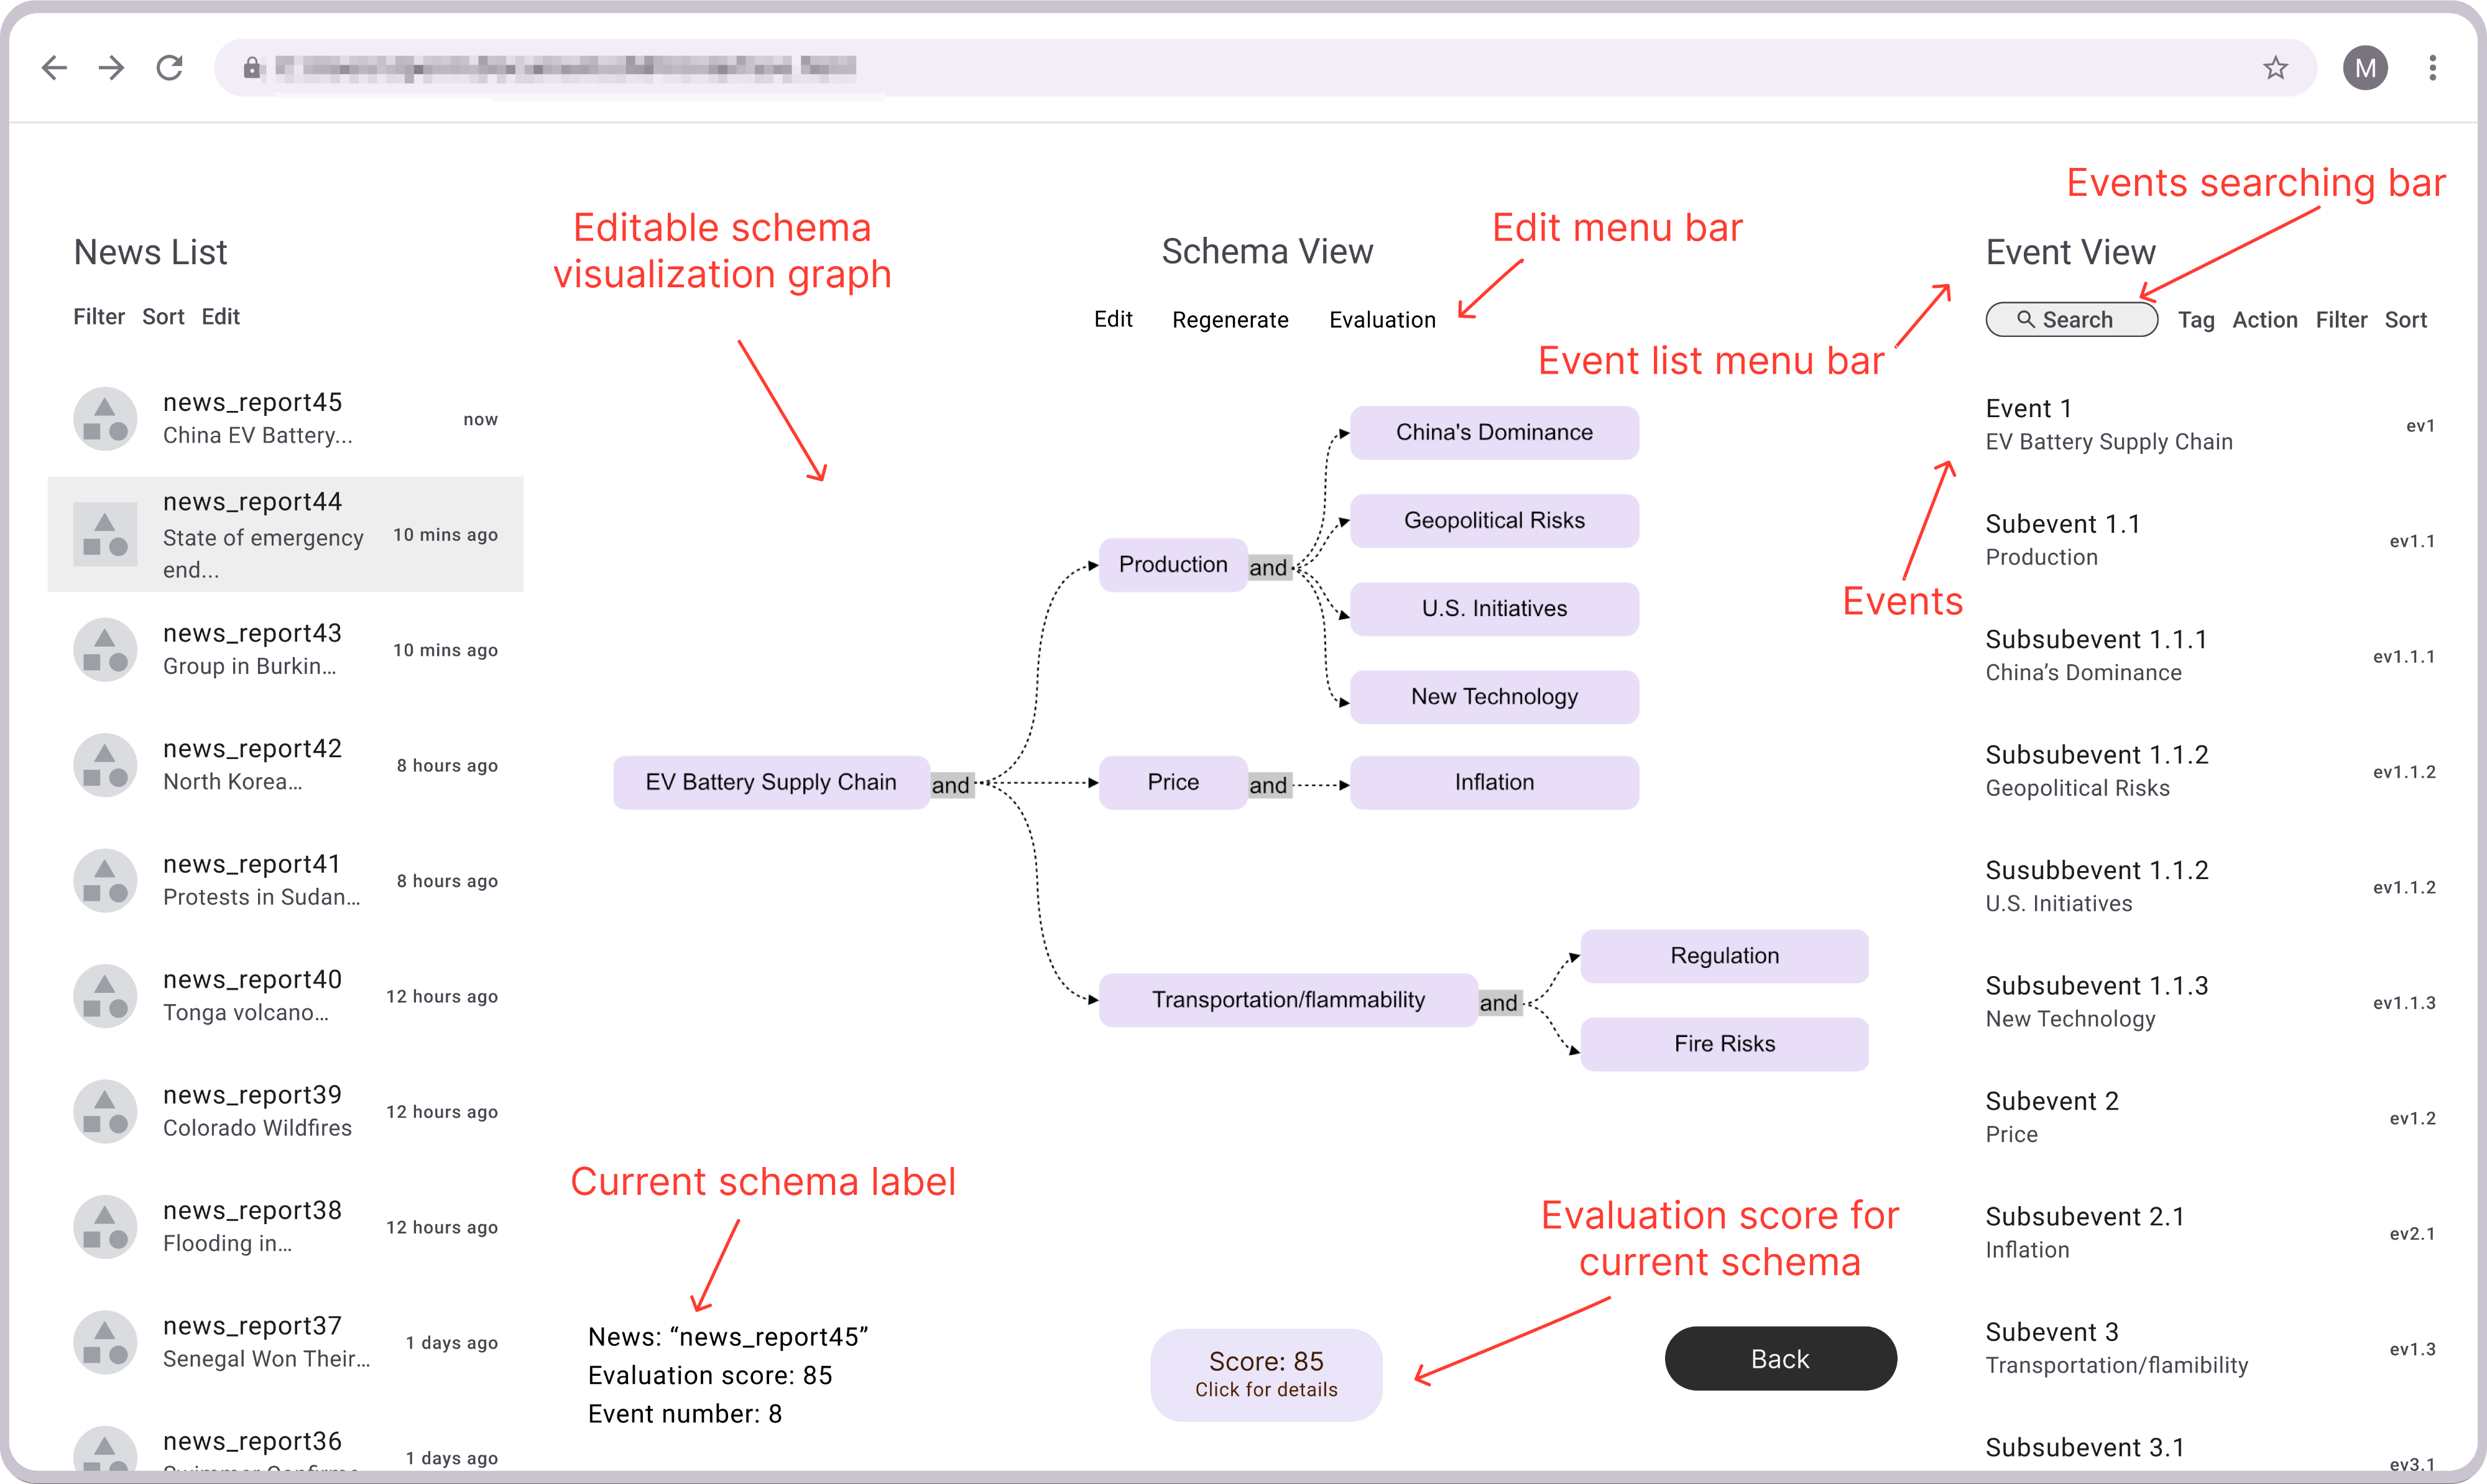 M
Events searching bar
Editable schema
visualization graph
Edit menu bar
News List
Schema View
Event View
Filter Sort Edit
Edit Regenerate Evaluation
Search Tag Action Filter Sort
Event list menu bar
news_report45
China EV Battery...
now
news_report44
State of emergency
end...
10 mins ago
news_report43
Group in Burkin...
10 mins ago
news_report42
North Korea...
8 hours ago
news_report41
Protests in Sudan...
8 hours ago
news_report40
Tonga volcano...
12 hours ago
news_report39
Colorado Wildfires
12 hours ago
news_report38
Flooding in...
12 hours ago
news_report37
Senegal Won Their...
1 days ago
news_report36
1 days ago
EV Battery Supply Chain
and
Production
and
China's Dominance
Geopolitical Risks
U.S. Initiatives
New Technology
Price
and
Inflation
Transportation/flammability
and
Regulation
Fire Risks
Current schema label
News: “news_report45”
Evaluation score: 85
Event number: 8
Evaluation score for
current schema
Score: 85
Click for details
Back
Events
Event 1
EV Battery Supply Chain
ev1
Subevent 1.1
Production
ev1.1
Subsubevent 1.1.1
China’s Dominance
ev1.1.1
Subsubevent 1.1.2
Geopolitical Risks
ev1.1.2
Susubbevent 1.1.2
U.S. Initiatives
ev1.1.2
Subsubevent 1.1.3
New Technology
ev1.1.3
Subevent 2
Price
ev1.2
Subsubevent 2.1
Inflation
ev2.1
Subevent 3
Transportation/flamibility
ev1.3
Subsubevent 3.1
ev3.1